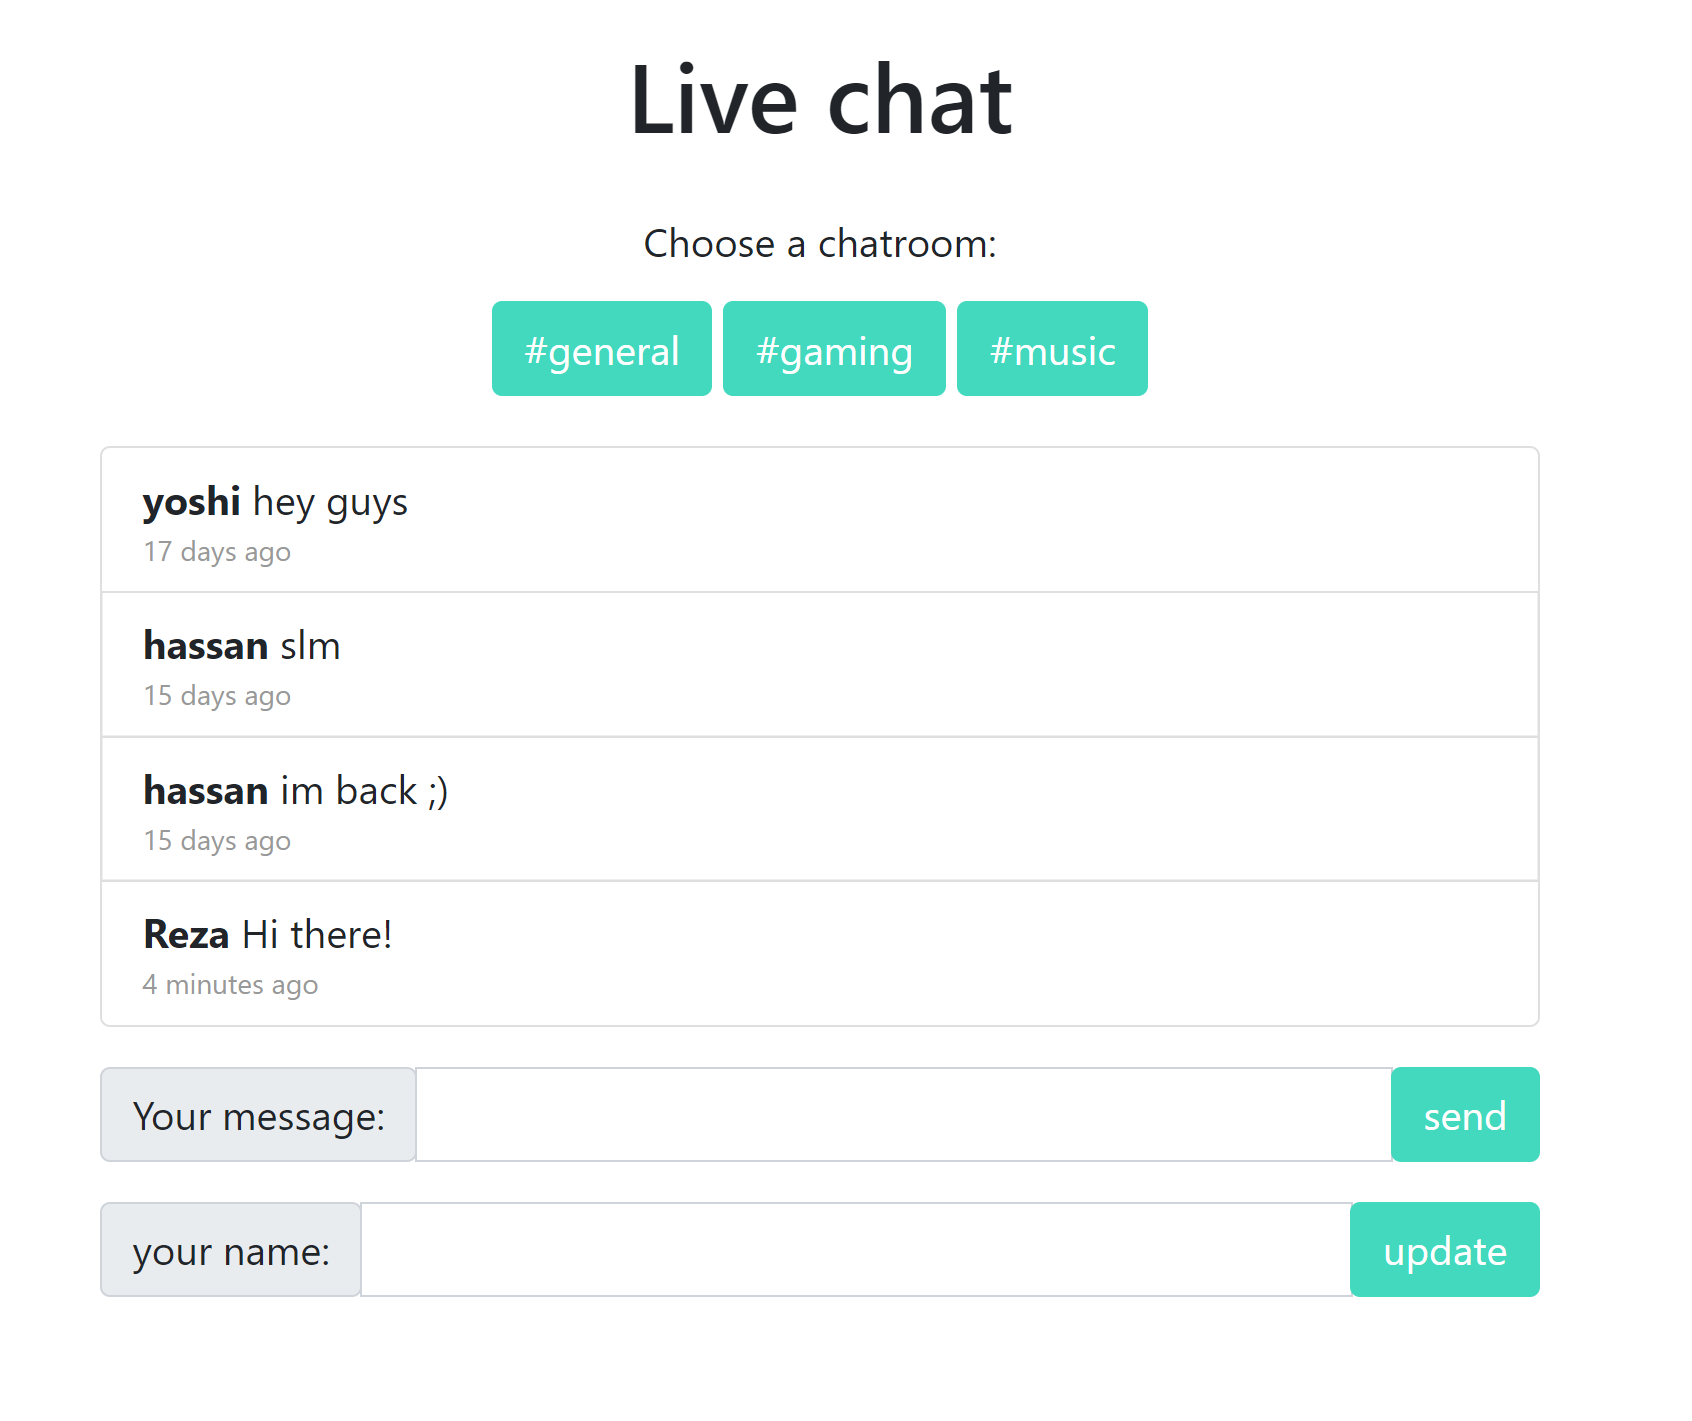 Live chat
Choose a chatroom:
#general #gaming #music
yoshi hey guys
17 days ago
hassan slm
15 days ago
hassan im back ;)
15 days ago
Reza Hi there!
4 minutes ago
Your message: send
your name: update